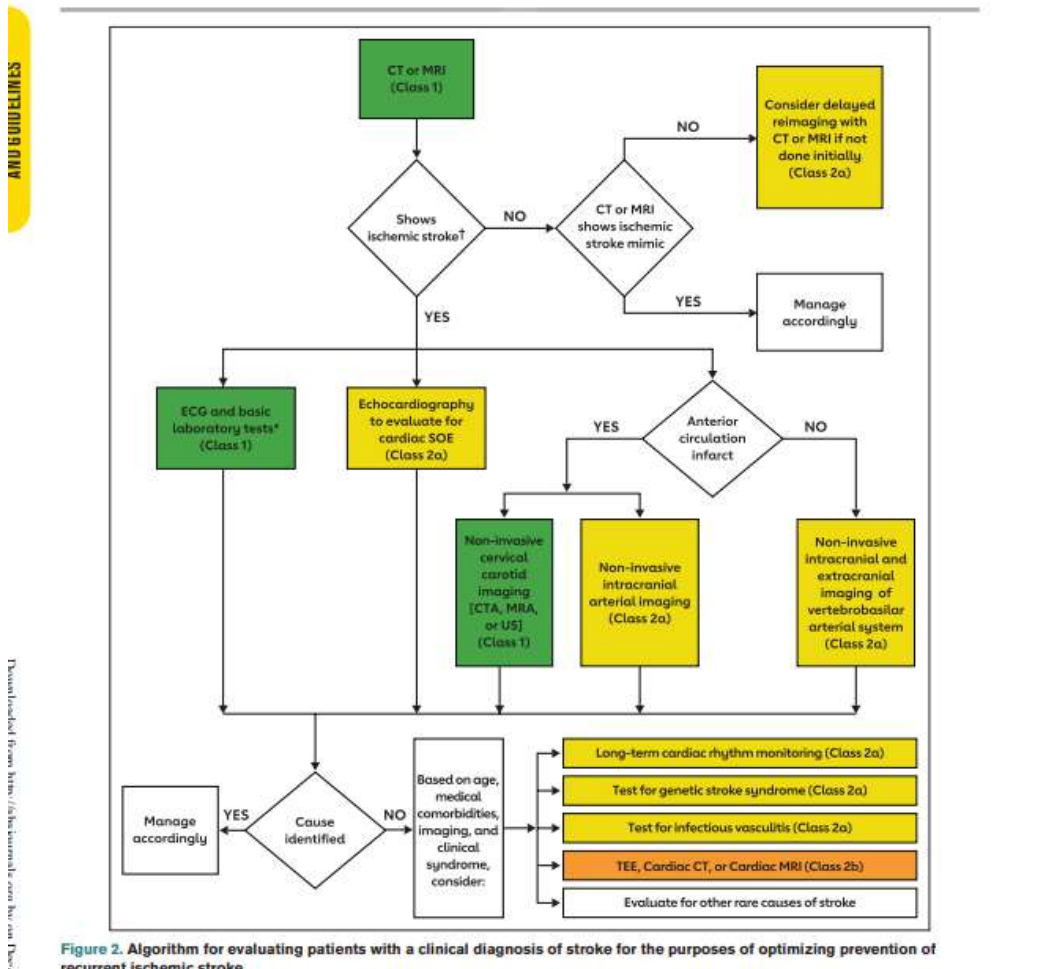 AND GUIDELINES
CT or MRI
(Class 1)
Consider delayed
reimaging with
CT or MRI if not
done initially
(Class 2a)
NO
Shows
ischemic stroke†
NO
CT or MRI
shows ischemic
stroke mimic
YES
Manage
accordingly
YES
ECG and basic
laboratory tests*
(Class 1)
Echocardiography
to evaluate for
cardiac SOE
(Class 2a)
YES
Anterior
circulation
infarct
NO
Non-invasive
cervical
carotid
imaging
[CTA, MRA,
or US]
(Class 1)
Non-invasive
intracranial
arterial imaging
(Class 2a)
Non-invasive
intracranial and
extracranial
imaging of
vertebrobasilar
arterial system
(Class 2a)
Manage
accordingly
YES
Cause
identified
NO
Based on age,
medical
comorbidities,
imaging, and
clinical
syndrome,
consider:
Long-term cardiac rhythm monitoring (Class 2a)
Test for genetic stroke syndrome (Class 2a)
Test for infectious vasculitis (Class 2a)
TEE, Cardiac CT, or Cardiac MRI (Class 2b)
Evaluate for other rare causes of stroke
Figure 2. Algorithm for evaluating patients with a clinical diagnosis of stroke for the purposes of optimizing prevention of
recurrent ischemic stroke